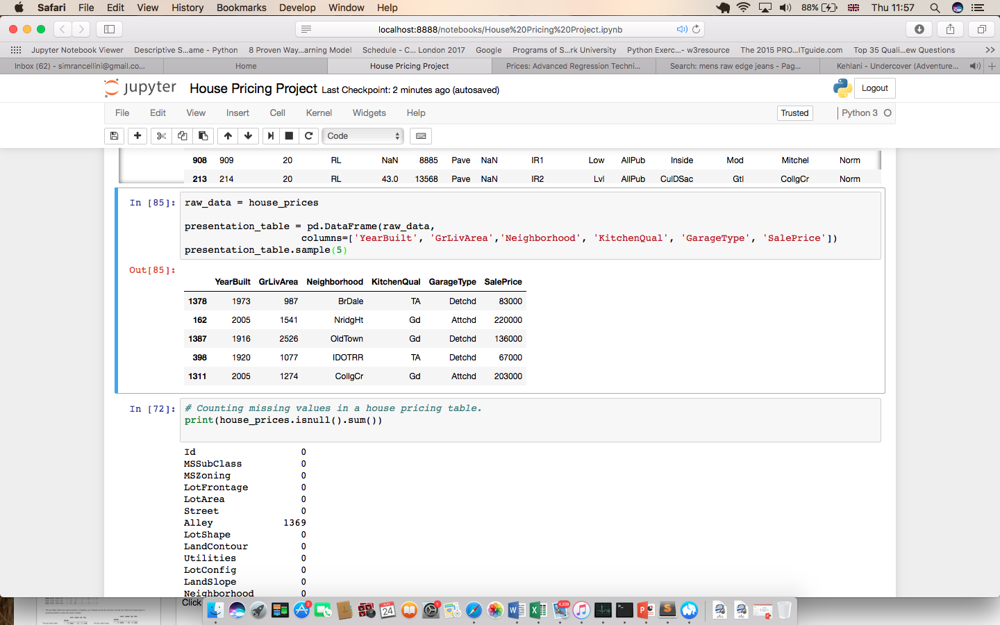 Safari File Edit View History Bookmarks Develop Window Help 88% Thu 11:57
localhost:8888/notebooks/House%20Pricing%20Project.ipynb
Jupyter Notebook Viewer Descriptive S...ame - Python 8 Proven Way...arning Model Schedule - C... London 2017 Google Programs of S...rk University Python Exerc...- w3resource The 2015 PRO...ITguide.com Top 35 Quali...ew Questions >>
Inbox (62) - simrancellini@gmail.co... Home House Pricing Project Prices: Advanced Regression Techni... Search: mens raw edge jeans - Pag... Kehlani - Undercover (Adventure...
jupyter House Pricing Project Last Checkpoint: 2 minutes ago (autosaved) Logout
File Edit View Insert Cell Kernel Widgets Help Trusted Python 3
Code
908 909 20 RL NaN 8885 Pave NaN IR1 Low AllPub Inside Mod Mitchel Norm
213 214 20 RL 43.0 13568 Pave NaN IR2 Lvl AllPub CulDSac Gtl CollgCr Norm
In [85]: raw_data = house_prices
presentation_table = pd.DataFrame(raw_data,
columns=['YearBuilt', 'GrLivArea','Neighborhood', 'KitchenQual', 'GarageType', 'SalePrice'])
presentation_table.sample(5)
Out[85]:
YearBuilt GrLivArea Neighborhood KitchenQual GarageType SalePrice
1378 1973 987 BrDale TA Detchd 83000
162 2005 1541 NridgHt Gd Attchd 220000
1387 1916 2526 OldTown Gd Detchd 136000
398 1920 1077 IDOTRR TA Detchd 67000
1311 2005 1274 CollgCr Gd Attchd 203000
In [72]: # Counting missing values in a house pricing table.
print(house_prices.isnull().sum())
Id 0
MSSubClass 0
MSZoning 0
LotFrontage 0
LotArea 0
Street 0
Alley 1369
LotShape 0
LandContour 0
Utilities 0
LotConfig 0
LandSlope 0
Neighborhood 0
Click